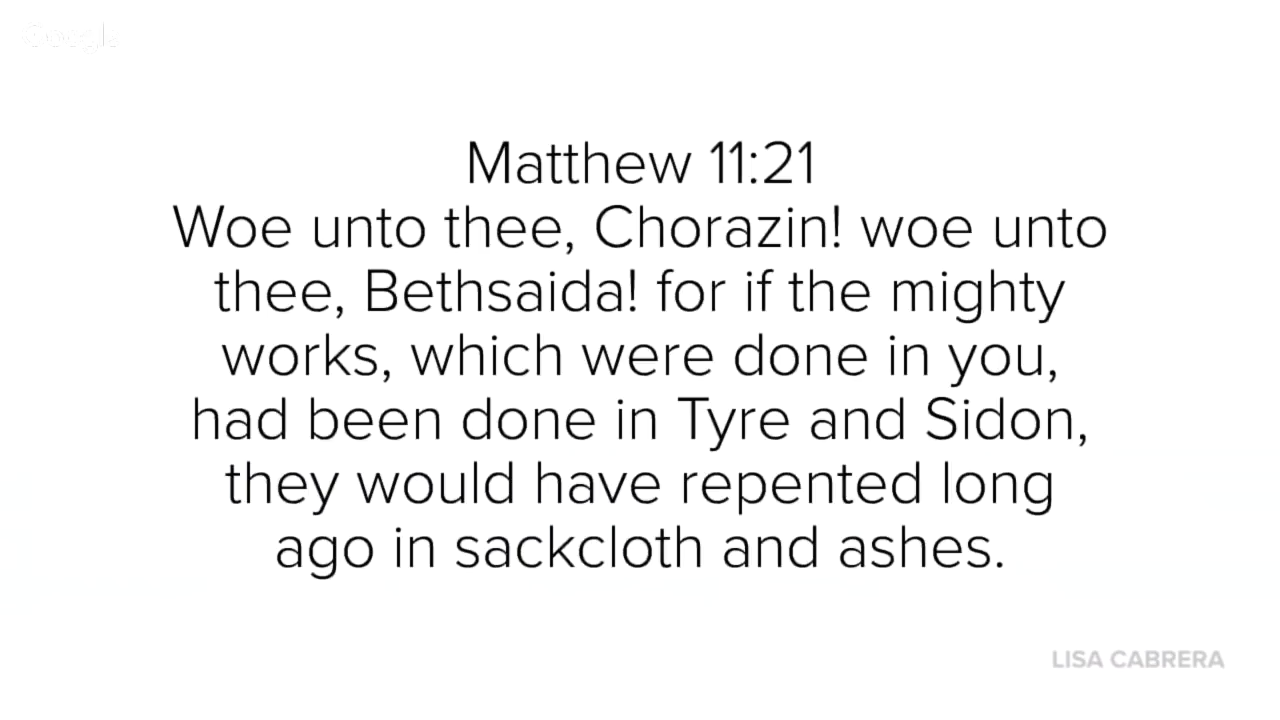 Google
Matthew 11:21
Woe unto thee, Chorazin! woe unto
thee, Bethsaida! for if the mighty
works, which were done in you,
had been done in Tyre and Sidon,
they would have repented long
ago in sackcloth and ashes.
LISA CABRERA